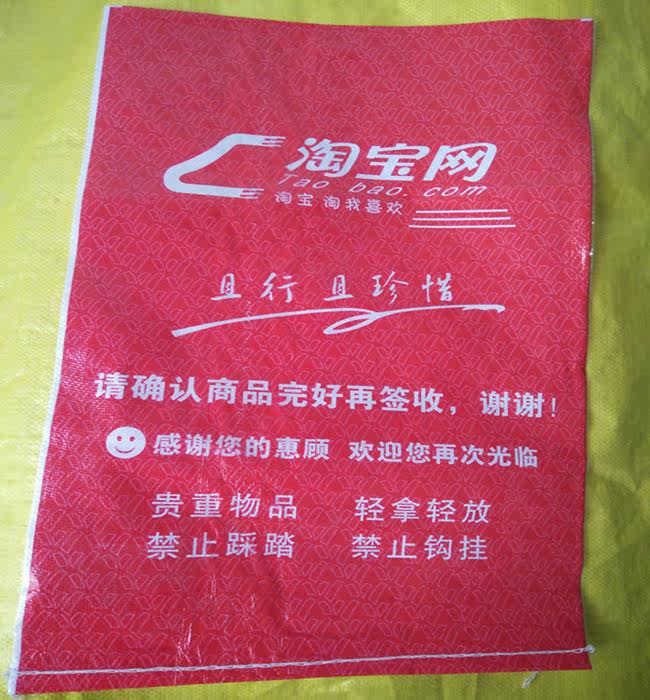 淘宝网
Tao bao.com
淘宝 淘我喜欢
且行且珍惜
请确认商品完好再签收，谢谢！
感谢您的惠顾 欢迎您再次光临
贵重物品 轻拿轻放
禁止踩踏 禁止钩挂